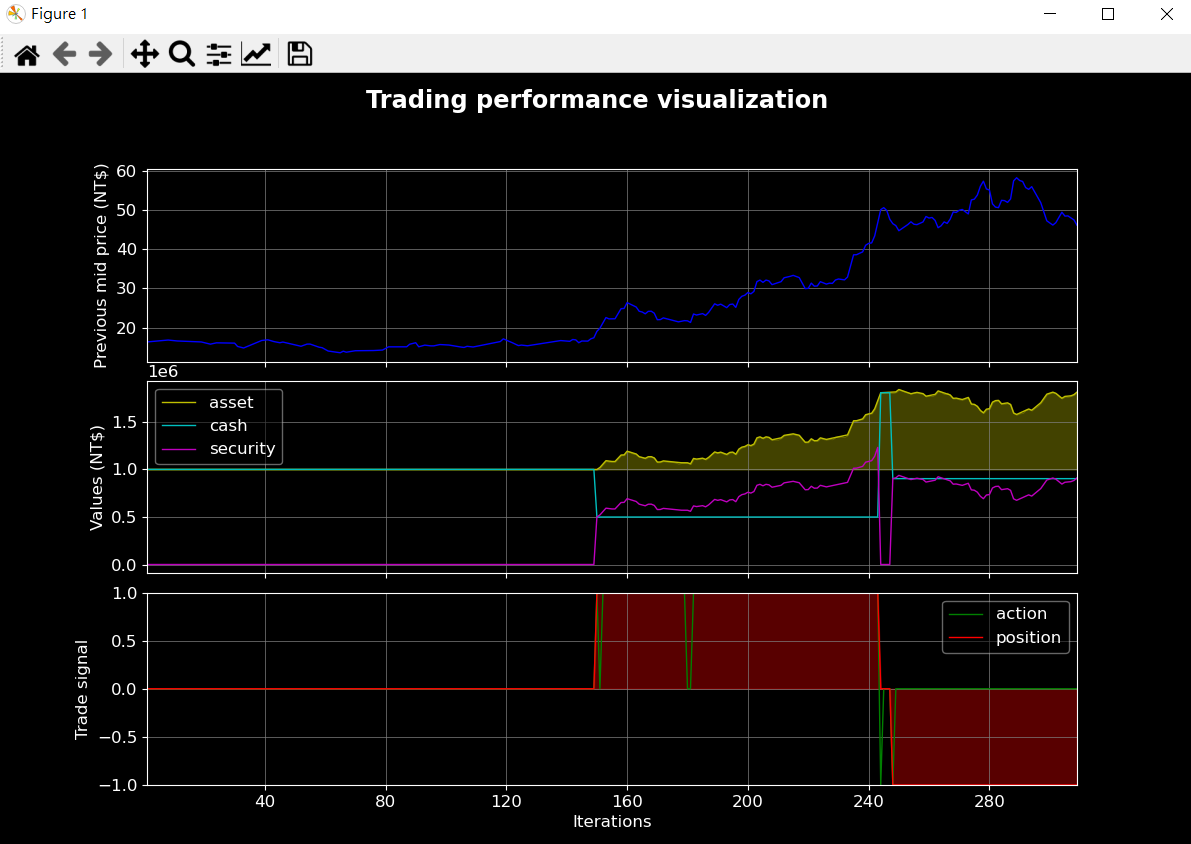 Figure 1
Trading performance visualization
Previous mid price (NT$)
60
50
40
30
20
1e6
Values (NT$)
1.5
1.0
0.5
0.0
asset
cash
security
Trade signal
1.0
0.5
0.0
−0.5
−1.0
action
position
40 80 120 160 200 240 280
Iterations